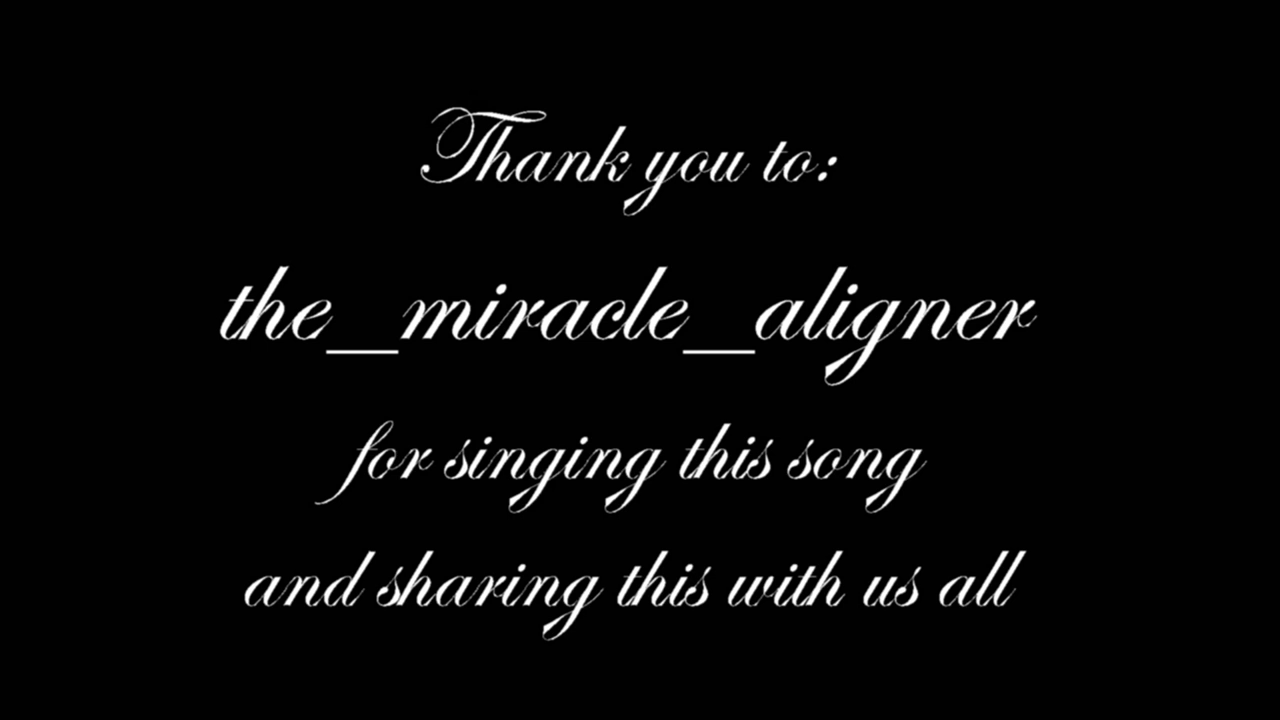 Thank you to:
the_miracle_aligner
for singing this song
and sharing this with us all